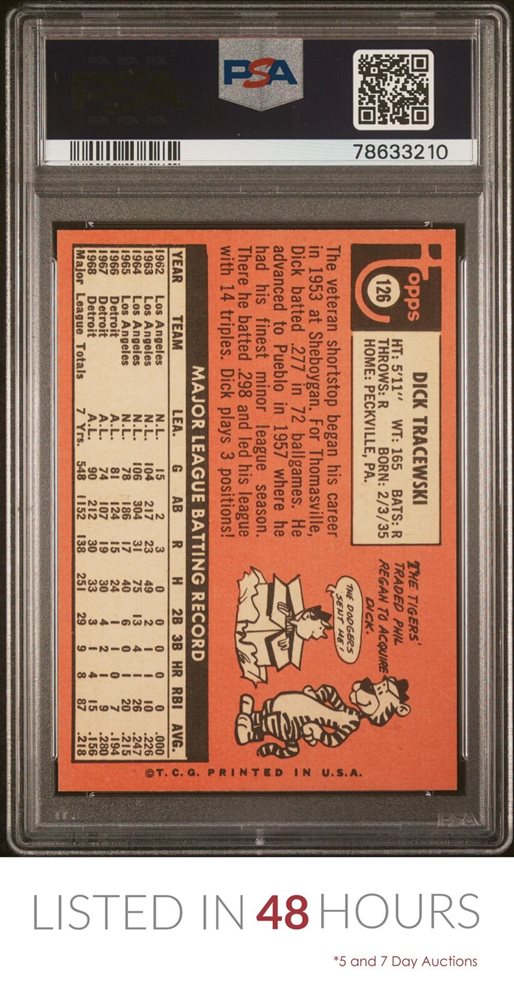 PSA
78633210
topps
126
DICK TRACEWSKI
HT: 5'11" WT: 165 BATS: R
THROWS: R BORN: 2/3/35
HOME: PECKVILLE, PA.
The veteran shortstop began his career
in 1953 at Sheboygan. For Thomasville,
Dick batted .277 in 72 ballgames. He
advanced to Pueblo in 1957 where he
had his finest minor league season.
There he batted .298 and led his league
with 14 triples. Dick plays 3 positions!
THE TIGERS
TRADED PHIL
REGAN TO ACQUIRE
DICK.
THE DODGERS
SENT ME!
MAJOR LEAGUE BATTING RECORD
YEAR TEAM LEA. G AB R H 2B 3B HR RBI AVG.
1962 Los Angeles N.L. 15 2 3 0 0 0 0 0 .000
1963 Los Angeles N.L. 104 217 23 49 2 1 1 10 .226
1964 Los Angeles N.L. 106 304 31 75 13 4 1 26 .247
1965 Los Angeles N.L. 78 186 17 40 6 0 1 20 .215
1966 Detroit A.L. 81 124 15 24 1 1 0 7 .194
1967 Detroit A.L. 74 107 19 30 4 2 1 9 .280
1968 Detroit A.L. 90 212 30 33 3 1 4 15 .156
Major League Totals 7 Yrs. 548 1152 138 251 29 9 8 87 .218
©T.C.G. PRINTED IN U.S.A.
PSA
LISTED IN 48 HOURS
*5 and 7 Day Auctions